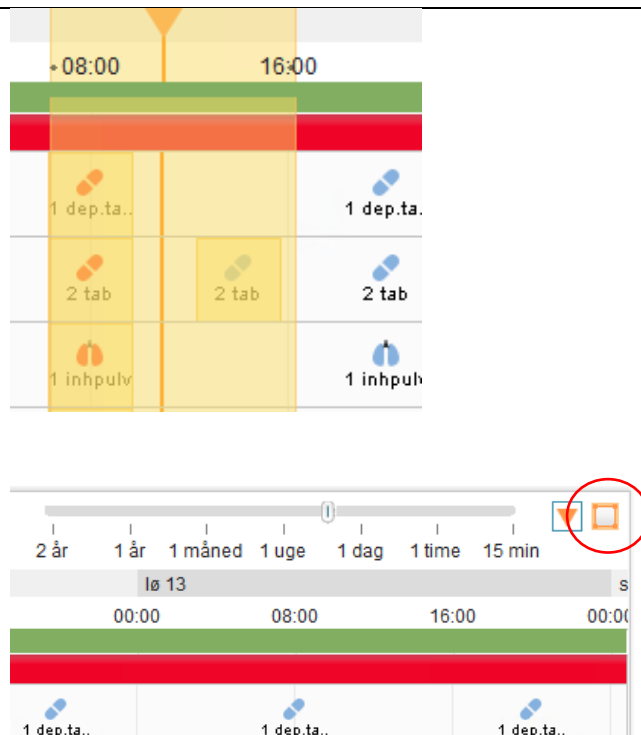 08:00 16:00
1 dep.ta.. 1 dep.ta.
2 tab 2 tab 2 tab
1 inhpulv 1 inhpulv
2 år 1 år 1 måned 1 uge 1 dag 1 time 15 min
lø 13 s
00:00 08:00 16:00 00:00
1 dep.ta.. 1 dep.ta.. 1 dep.ta..